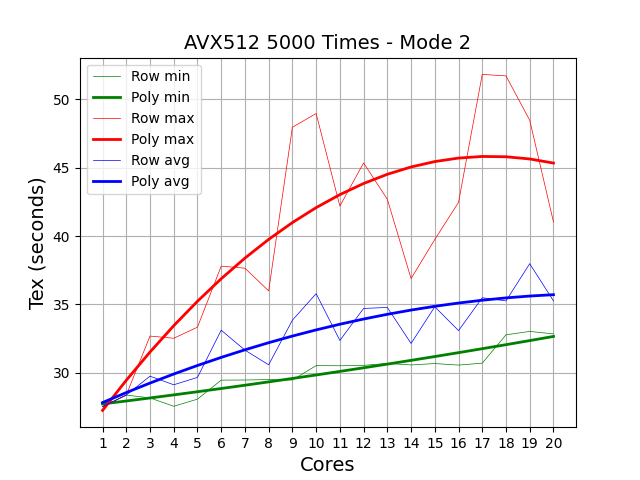 AVX512 5000 Times - Mode 2
Row min
Poly min
Row max
Poly max
Row avg
Poly avg
Tex (seconds)
50
45
40
35
30
1 2 3 4 5 6 7 8 9 10 11 12 13 14 15 16 17 18 19 20
Cores